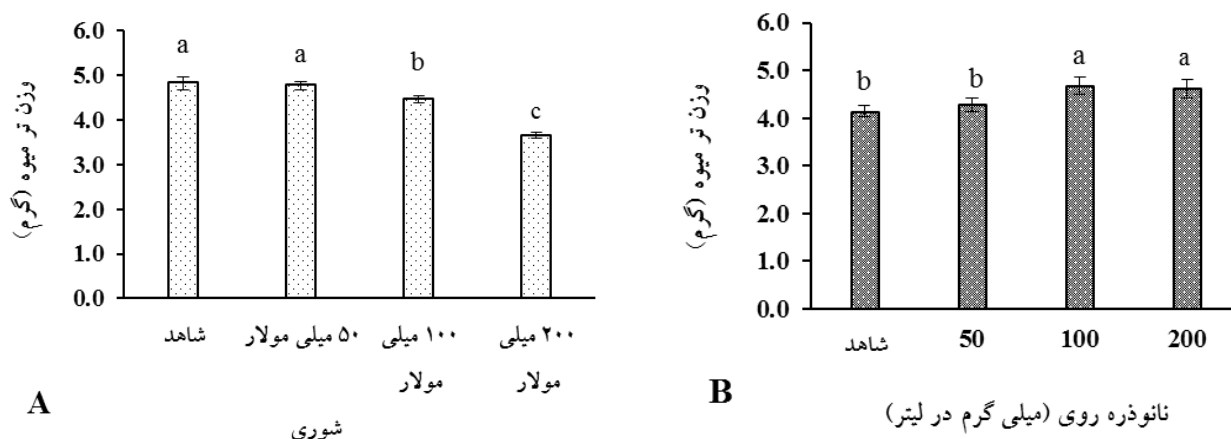 وزن تر میوه (گرم)
6.0
5.0
4.0
3.0
2.0
1.0
0.0
a
a
b
c
شاهد
۵۰ میلی مولار
۱۰۰ میلی
مولار
۲۰۰ میلی
مولار
شوری
A
وزن تر میوه (گرم)
6.0
5.0
4.0
3.0
2.0
1.0
0.0
b
b
a
a
شاهد
50
100
200
نانوذره روی (میلی گرم در لیتر)
B